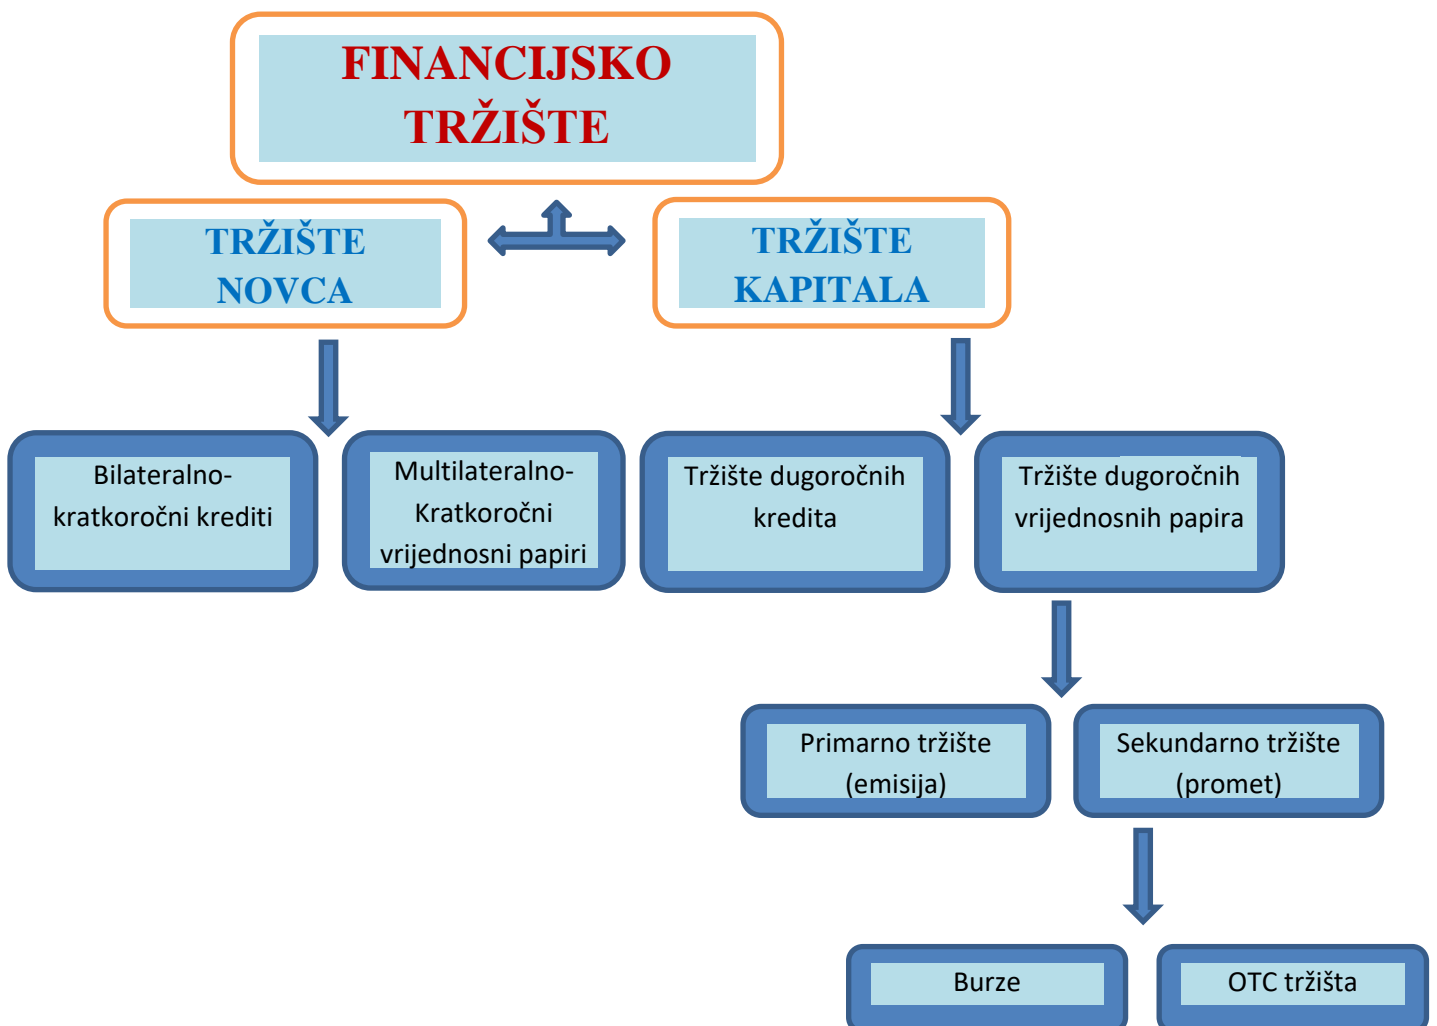 FINANCIJSKO
TRŽIŠTE
TRŽIŠTE
NOVCA
TRŽIŠTE
KAPITALA
Bilateralno-
kratkoročni krediti
Multilateralno-
Kratkoročni
vrijednosni papiri
Tržište dugoročnih
kredita
Tržište dugoročnih
vrijednosnih papira
Primarno tržište
(emisija)
Sekundarno tržište
(promet)
Burze
OTC tržišta